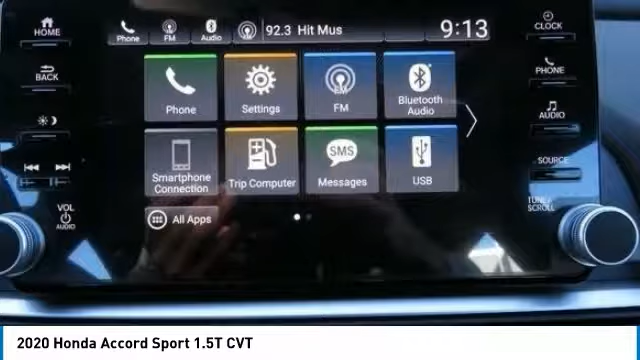 HOME
BACK
VOL
AUDIO
Phone FM Audio 92.3 Hit Mus 9:13
Phone Settings FM Bluetooth Audio
Smartphone Connection Trip Computer SMS Messages USB
All Apps
CLOCK
PHONE
AUDIO
SOURCE
TUNE/
SCROLL
2020 Honda Accord Sport 1.5T CVT